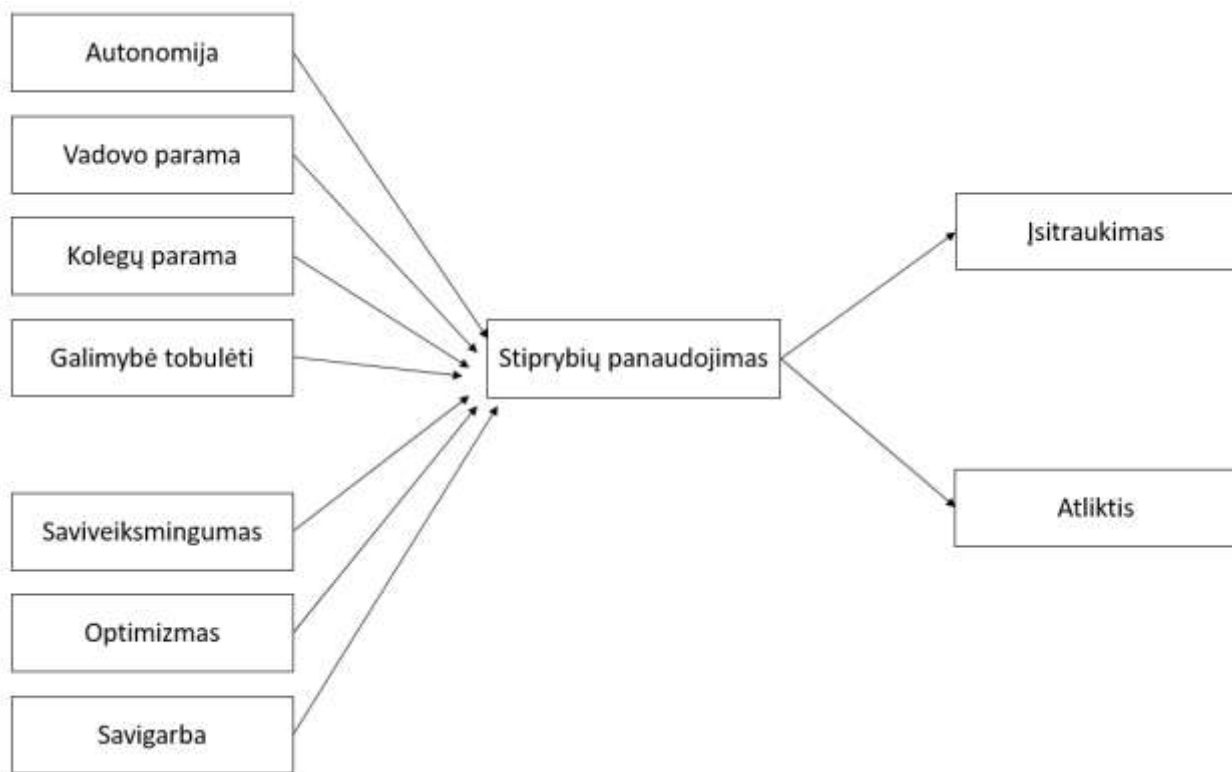 Autonomija
Vadovo parama
Kolegų parama
Galimybė tobulėti
Saviveiksmingumas
Optimizmas
Savigarba
Stiprybių panaudojimas
Įsitraukimas
Atliktis